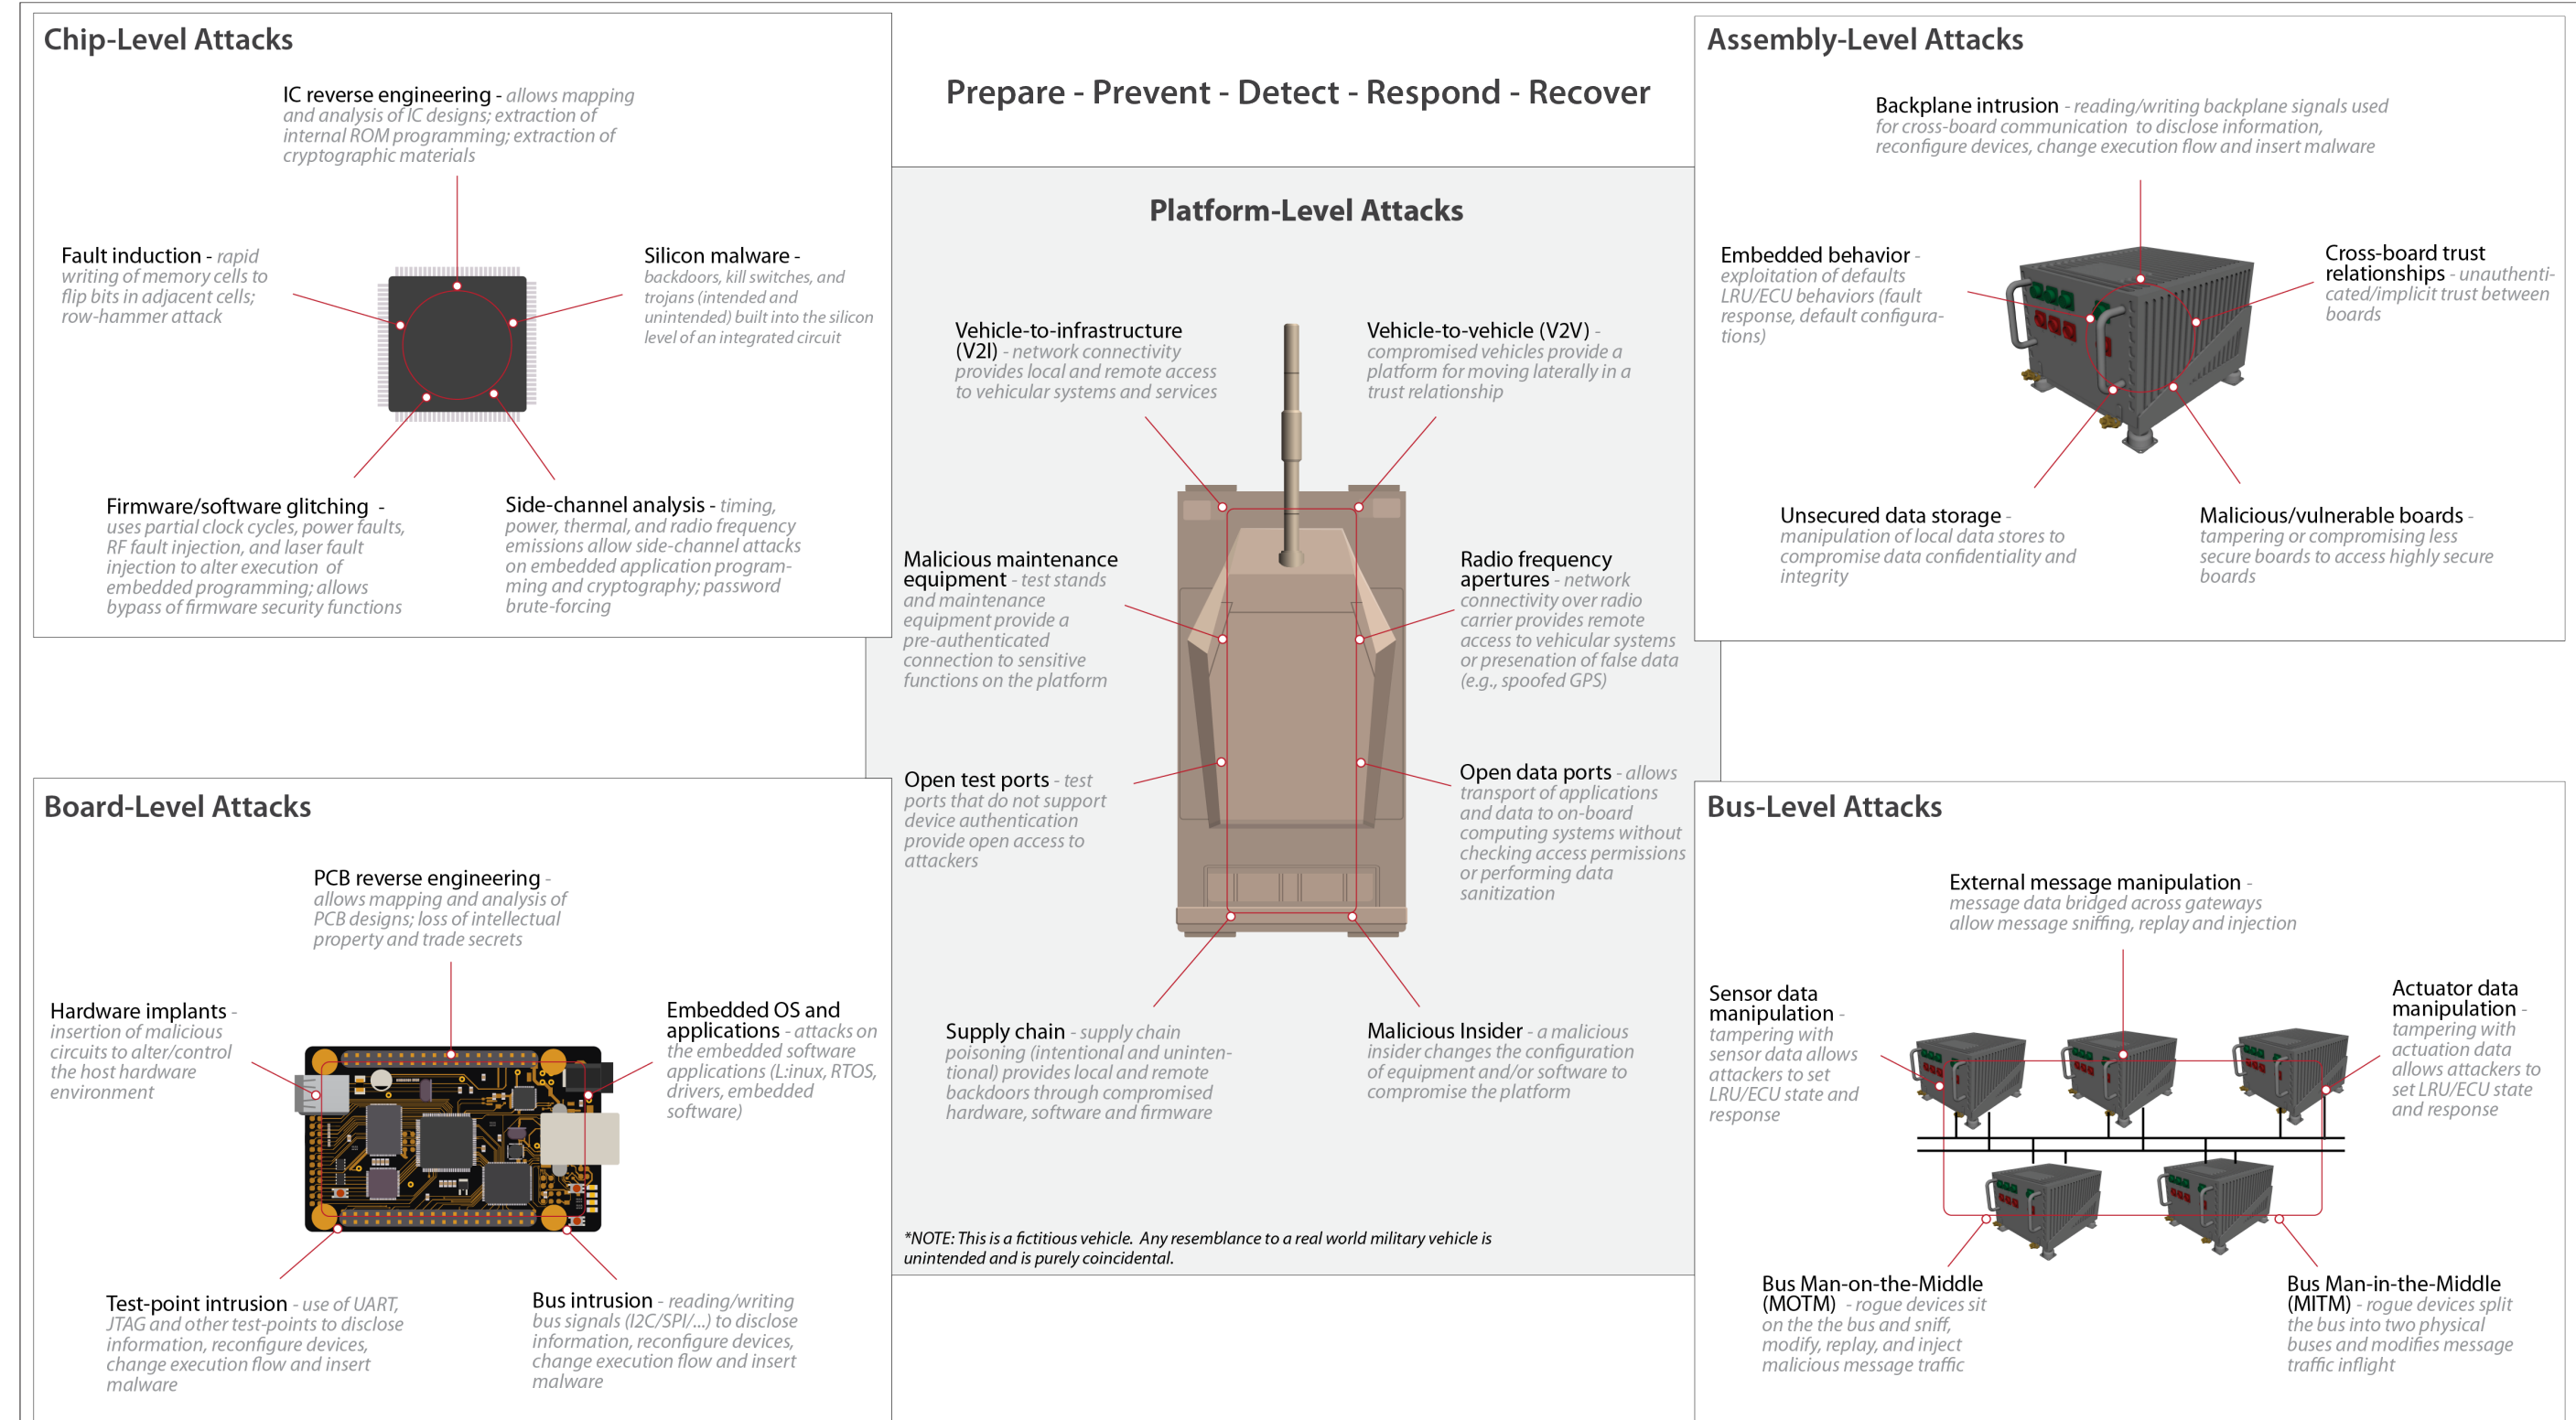 Chip-Level Attacks
IC reverse engineering - allows mapping
and analysis of IC designs; extraction of
internal ROM programming; extraction of
cryptographic materials
Fault induction - rapid
writing of memory cells to
flip bits in adjacent cells;
row-hammer attack
Silicon malware -
backdoors, kill switches, and
trojans (intended and
unintended) built into the silicon
level of an integrated circuit
Firmware/software glitching -
uses partial clock cycles, power faults,
RF fault injection, and laser fault
injection to alter execution of
embedded programming; allows
bypass of firmware security functions
Side-channel analysis - timing,
power, thermal, and radio frequency
emissions allow side-channel attacks
on embedded application program-
ming and cryptography; password
brute-forcing
Prepare - Prevent - Detect - Respond - Recover
Platform-Level Attacks
Vehicle-to-infrastructure
(V2I) - network connectivity
provides local and remote access
to vehicular systems and services
Vehicle-to-vehicle (V2V) -
compromised vehicles provide a
platform for moving laterally in a
trust relationship
Malicious maintenance
equipment - test stands
and maintenance
equipment provide a
pre-authenticated
connection to sensitive
functions on the platform
Radio frequency
apertures - network
connectivity over radio
carrier provides remote
access to vehicular systems
or presenation of false data
(e.g., spoofed GPS)
Open test ports - test
ports that do not support
device authentication
provide open access to
attackers
Open data ports - allows
transport of applications
and data to on-board
computing systems without
checking access permissions
or performing data
sanitization
Supply chain - supply chain
poisoning (intentional and uninten-
tional) provides local and remote
backdoors through compromised
hardware, software and firmware
Malicious Insider - a malicious
insider changes the configuration
of equipment and/or software to
compromise the platform
*NOTE: This is a fictitious vehicle. Any resemblance to a real world military vehicle is
unintended and is purely coincidental.
Assembly-Level Attacks
Backplane intrusion - reading/writing backplane signals used
for cross-board communication to disclose information,
reconfigure devices, change execution flow and insert malware
Embedded behavior -
exploitation of defaults
LRU/ECU behaviors (fault
response, default configura-
tions)
Cross-board trust
relationships - unauthenti-
cated/implicit trust between
boards
Unsecured data storage -
manipulation of local data stores to
compromise data confidentiality and
integrity
Malicious/vulnerable boards -
tampering or compromising less
secure boards to access highly secure
boards
Board-Level Attacks
PCB reverse engineering -
allows mapping and analysis of
PCB designs; loss of intellectual
property and trade secrets
Hardware implants -
insertion of malicious
circuits to alter/control
the host hardware
environment
Embedded OS and
applications - attacks on
the embedded software
applications (L:inux, RTOS,
drivers, embedded
software)
Test-point intrusion - use of UART,
JTAG and other test-points to disclose
information, reconfigure devices,
change execution flow and insert
malware
Bus intrusion - reading/writing
bus signals (I2C/SPI/...) to disclose
information, reconfigure devices,
change execution flow and insert
malware
Bus-Level Attacks
External message manipulation -
message data bridged across gateways
allow message sniffing, replay and injection
Sensor data
manipulation -
tampering with
sensor data allows
attackers to set
LRU/ECU state and
response
Actuator data
manipulation -
tampering with
actuation data
allows attackers to
set LRU/ECU state
and response
Bus Man-on-the-Middle
(MOTM) - rogue devices sit
on the the bus and sniff,
modify, replay, and inject
malicious message traffic
Bus Man-in-the-Middle
(MITM) - rogue devices split
the bus into two physical
buses and modifies message
traffic inflight